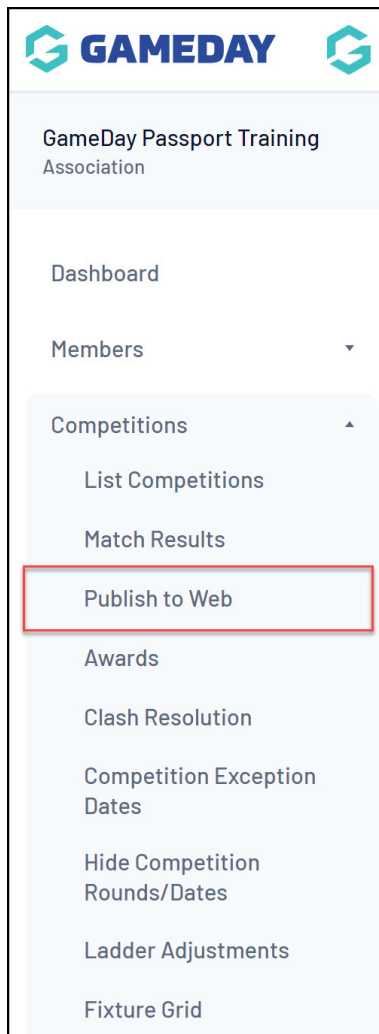 GAMEDAY
GameDay Passport Training
Association
Dashboard
Members
Competitions
List Competitions
Match Results
Publish to Web
Awards
Clash Resolution
Competition Exception
Dates
Hide Competition
Rounds/Dates
Ladder Adjustments
Fixture Grid